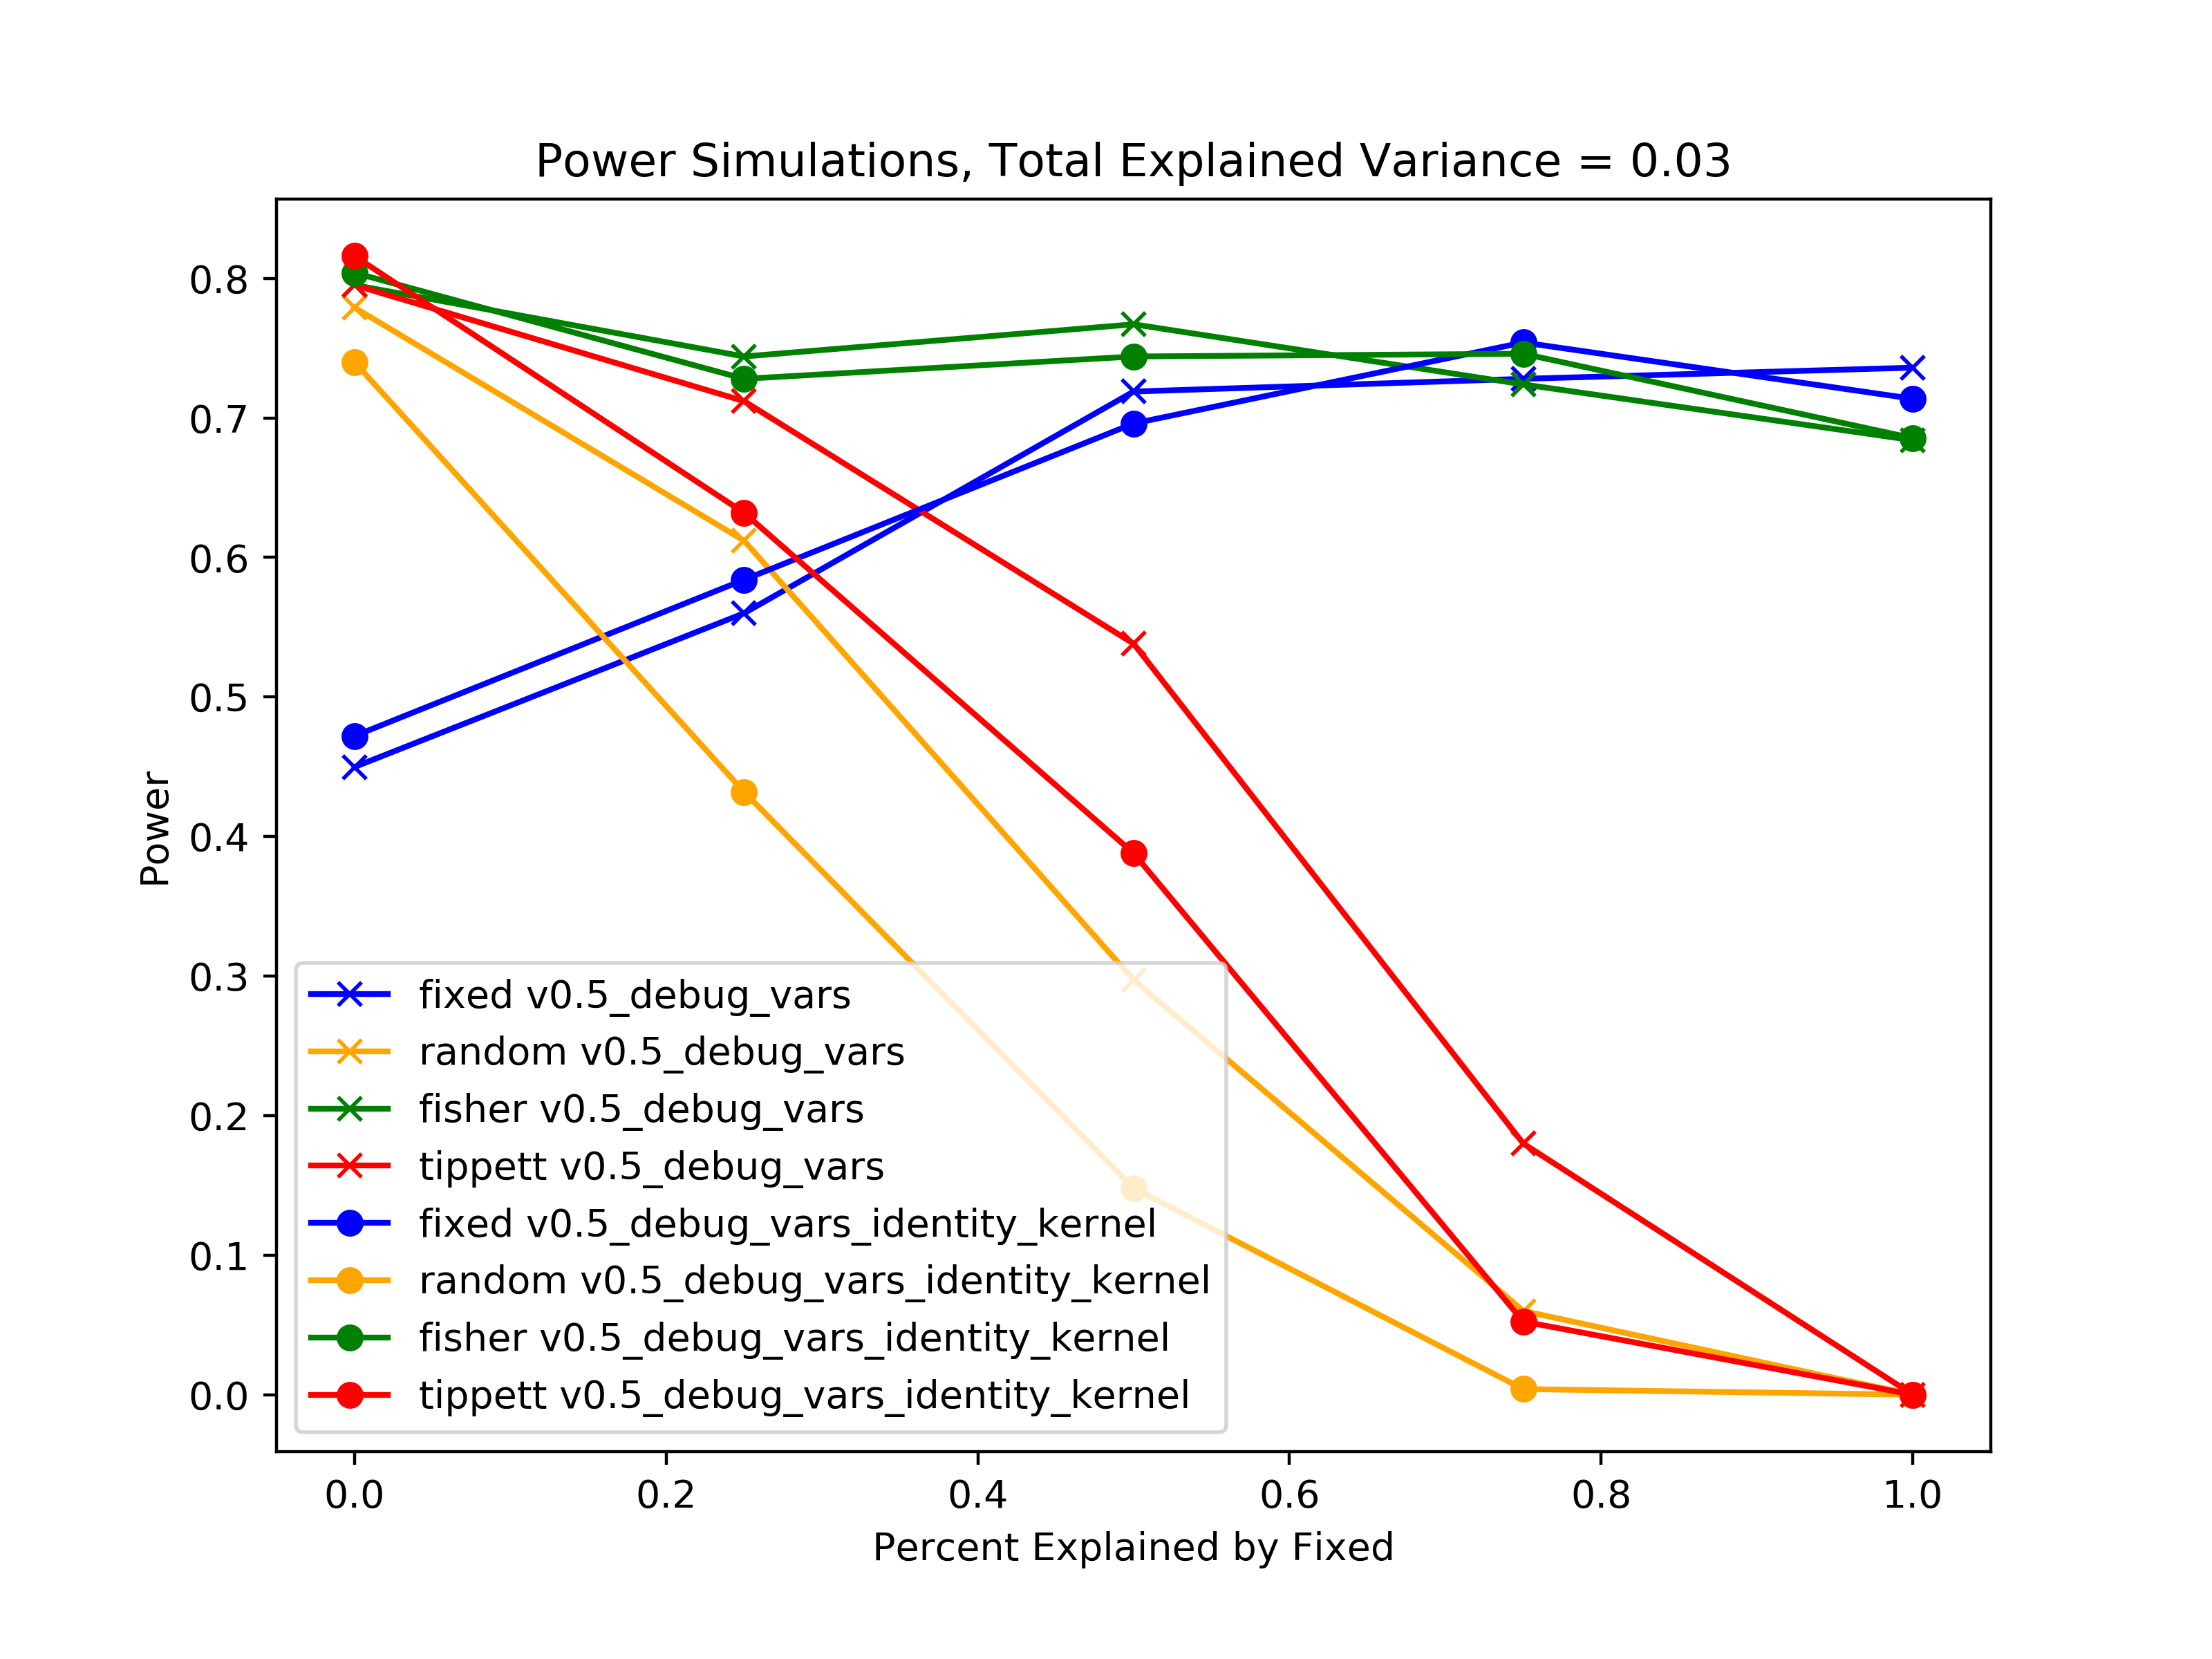 Power Simulations, Total Explained Variance = 0.03
0.8
0.7
0.6
0.5
0.4
0.3
0.2
0.1
0.0
Power
fixed v0.5_debug_vars
random v0.5_debug_vars
fisher v0.5_debug_vars
tippett v0.5_debug_vars
fixed v0.5_debug_vars_identity_kernel
random v0.5_debug_vars_identity_kernel
fisher v0.5_debug_vars_identity_kernel
tippett v0.5_debug_vars_identity_kernel
0.0 0.2 0.4 0.6 0.8 1.0
Percent Explained by Fixed